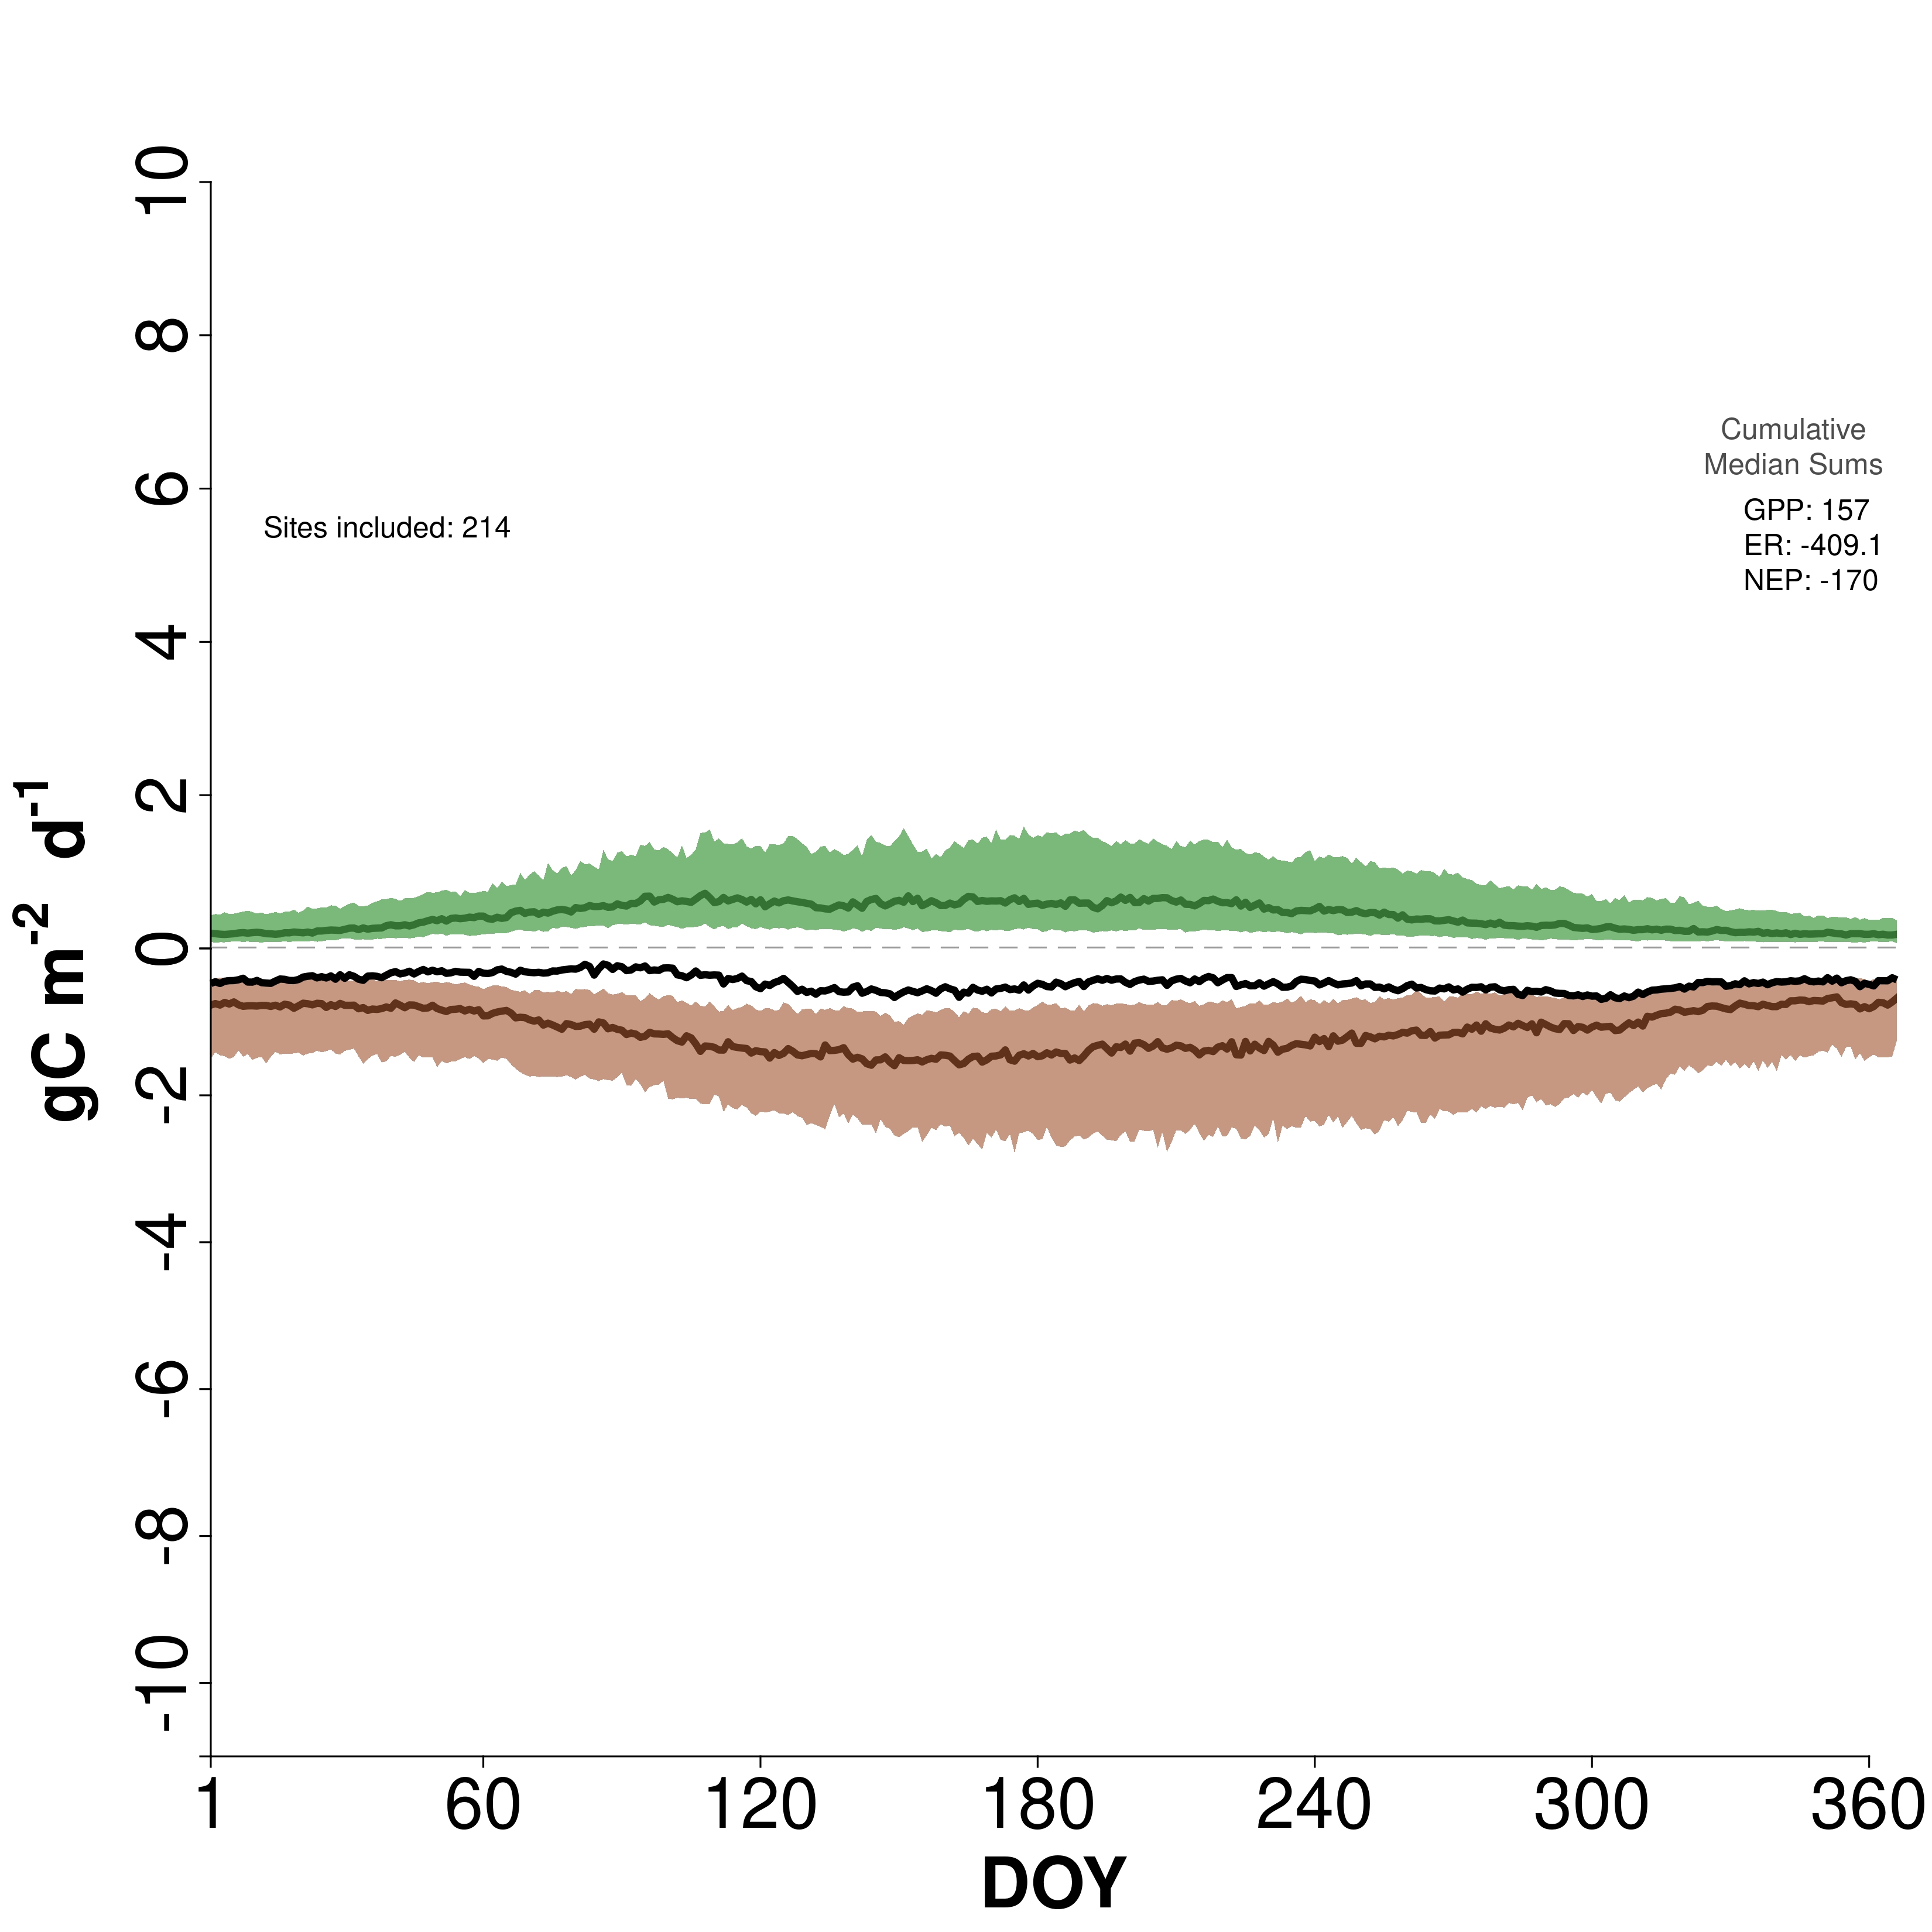 10
8
6
4
2
0
-2
-4
-6
-8
-10
gC m-2 d-1
Sites included: 214
Cumulative
Median Sums
GPP: 157
ER: -409.1
NEP: -170
1 60 120 180 240 300 360
DOY